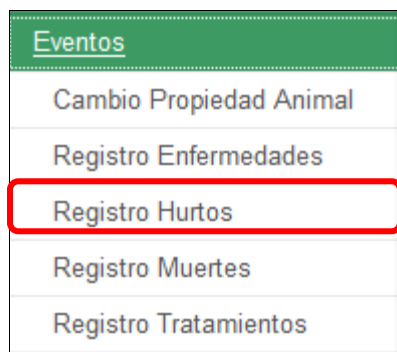 Eventos
Cambio Propiedad Animal
Registro Enfermedades
Registro Hurtos
Registro Muertes
Registro Tratamientos